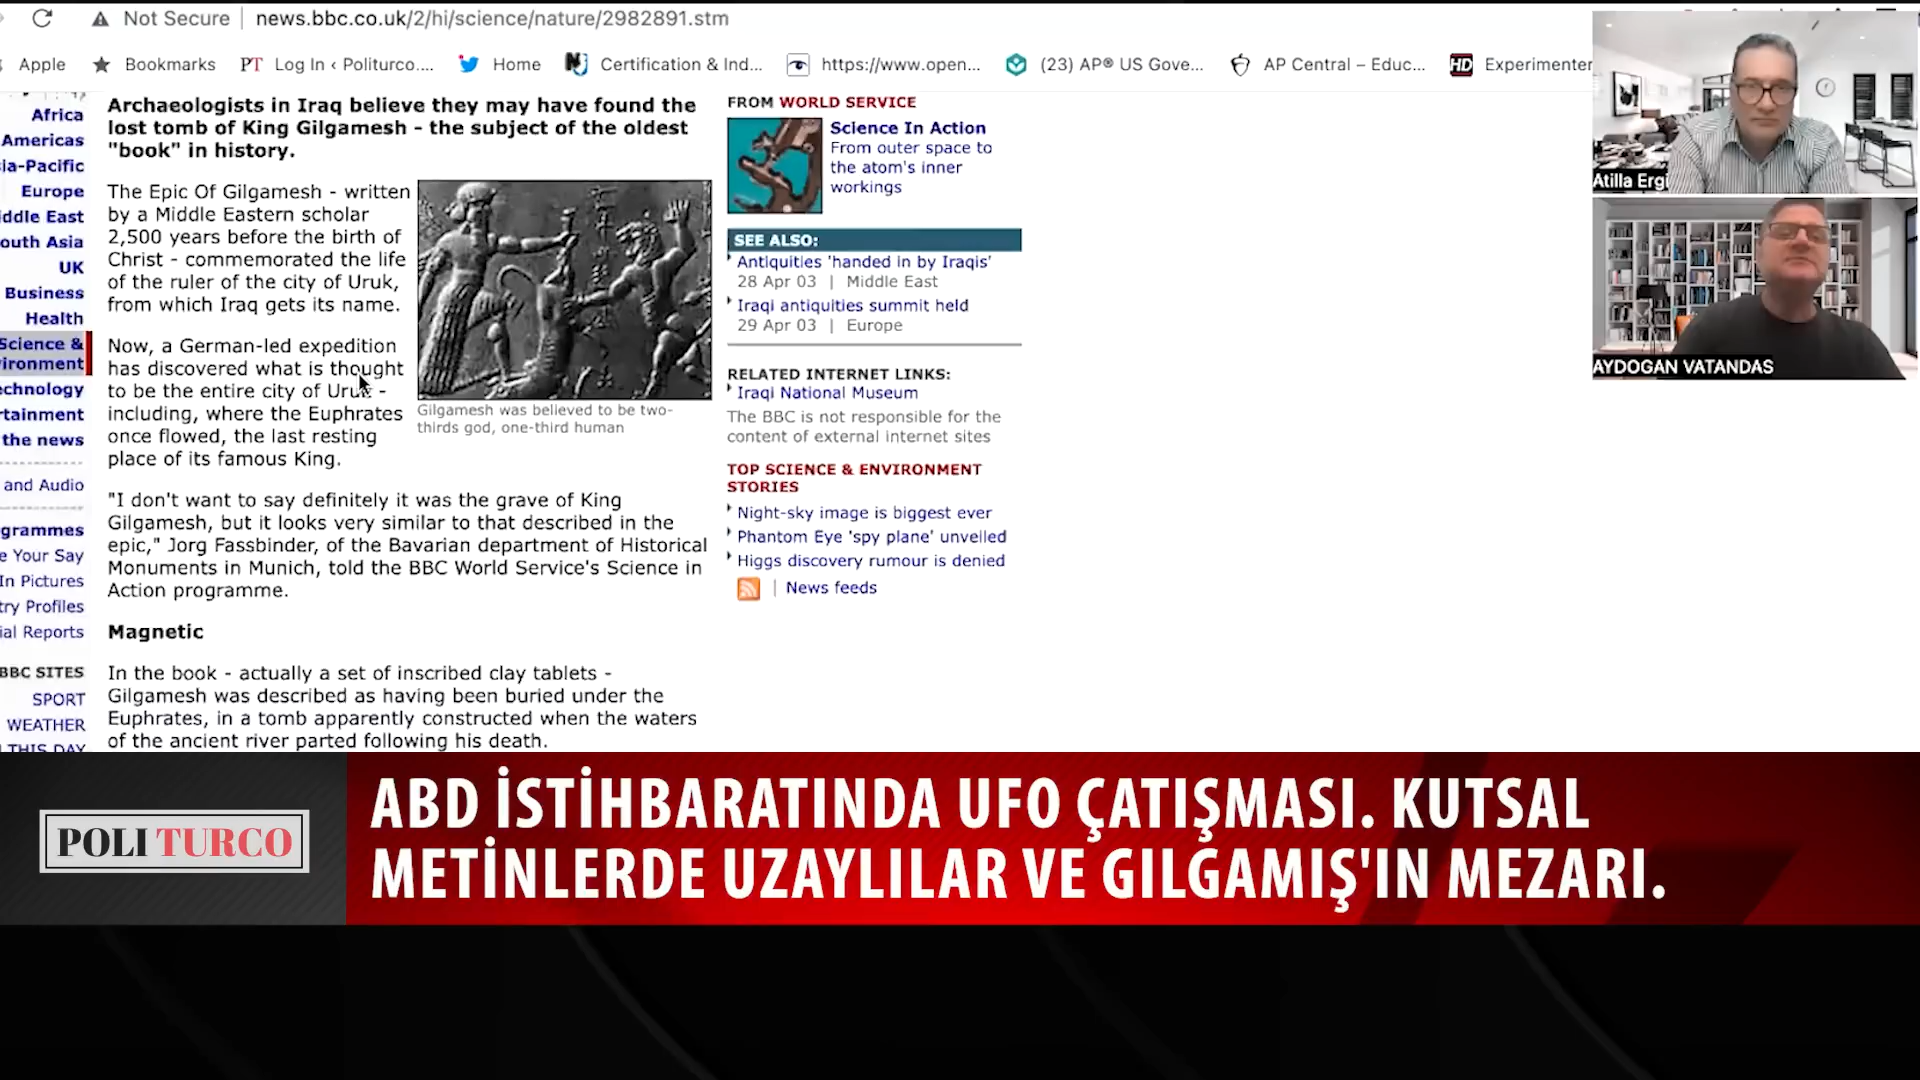 Not Secure | news.bbc.co.uk/2/hi/science/nature/2982891.stm
Apple Bookmarks PT Log In ‹ Politurco.... Home Certification & Ind... https://www.open... (23) AP® US Gove... AP Central – Educ... HD Experimenter
Africa
Americas
sia-Pacific
Europe
iddle East
outh Asia
UK
Business
Health
Science &
vironment
echnology
rtainment
the news
and Audio
grammes
e Your Say
In Pictures
try Profiles
ial Reports
BBC SITES
SPORT
WEATHER
THIS DAY
Archaeologists in Iraq believe they may have found the
lost tomb of King Gilgamesh - the subject of the oldest
"book" in history.
The Epic Of Gilgamesh - written
by a Middle Eastern scholar
2,500 years before the birth of
Christ - commemorated the life
of the ruler of the city of Uruk,
from which Iraq gets its name.
Now, a German-led expedition
has discovered what is thought
to be the entire city of Uruk -
including, where the Euphrates
once flowed, the last resting
place of its famous King.
Gilgamesh was believed to be two-
thirds god, one-third human
"I don't want to say definitely it was the grave of King
Gilgamesh, but it looks very similar to that described in the
epic," Jorg Fassbinder, of the Bavarian department of Historical
Monuments in Munich, told the BBC World Service's Science in
Action programme.
Magnetic
In the book - actually a set of inscribed clay tablets -
Gilgamesh was described as having been buried under the
Euphrates, in a tomb apparently constructed when the waters
of the ancient river parted following his death.
FROM WORLD SERVICE
Science In Action
From outer space to
the atom's inner
workings
SEE ALSO:
Antiquities 'handed in by Iraqis'
28 Apr 03 | Middle East
Iraqi antiquities summit held
29 Apr 03 | Europe
RELATED INTERNET LINKS:
Iraqi National Museum
The BBC is not responsible for the
content of external internet sites
TOP SCIENCE & ENVIRONMENT
STORIES
Night-sky image is biggest ever
Phantom Eye 'spy plane' unveiled
Higgs discovery rumour is denied
| News feeds
Atilla Ergi
AYDOGAN VATANDAS
POLITURCO
ABD İSTİHBARATINDA UFO ÇATIŞMASI. KUTSAL
METİNLERDE UZAYLILAR VE GILGAMIŞ'IN MEZARI.